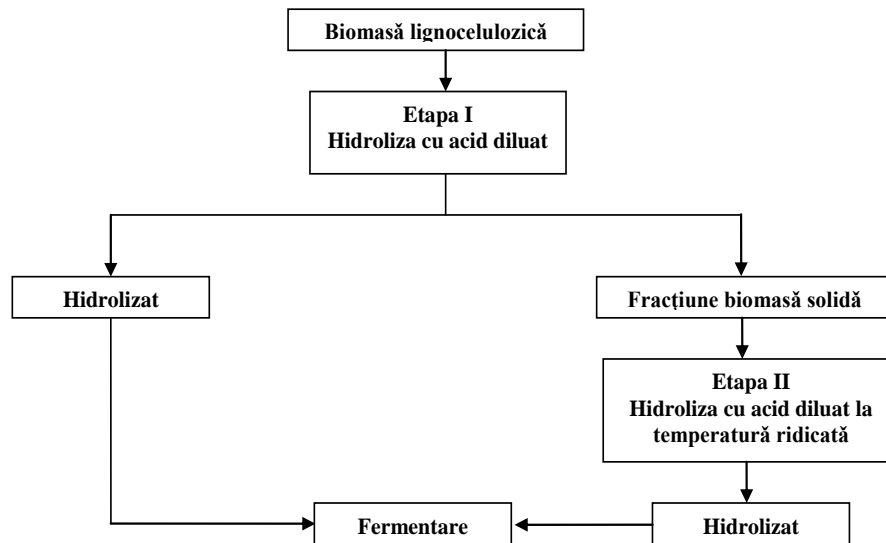 Biomasă lignocelulozică
Etapa I
Hidroliza cu acid diluat
Hidrolizat
Fracțiune biomasă solidă
Etapa II
Hidroliza cu acid diluat la
temperatură ridicată
Fermentare
Hidrolizat